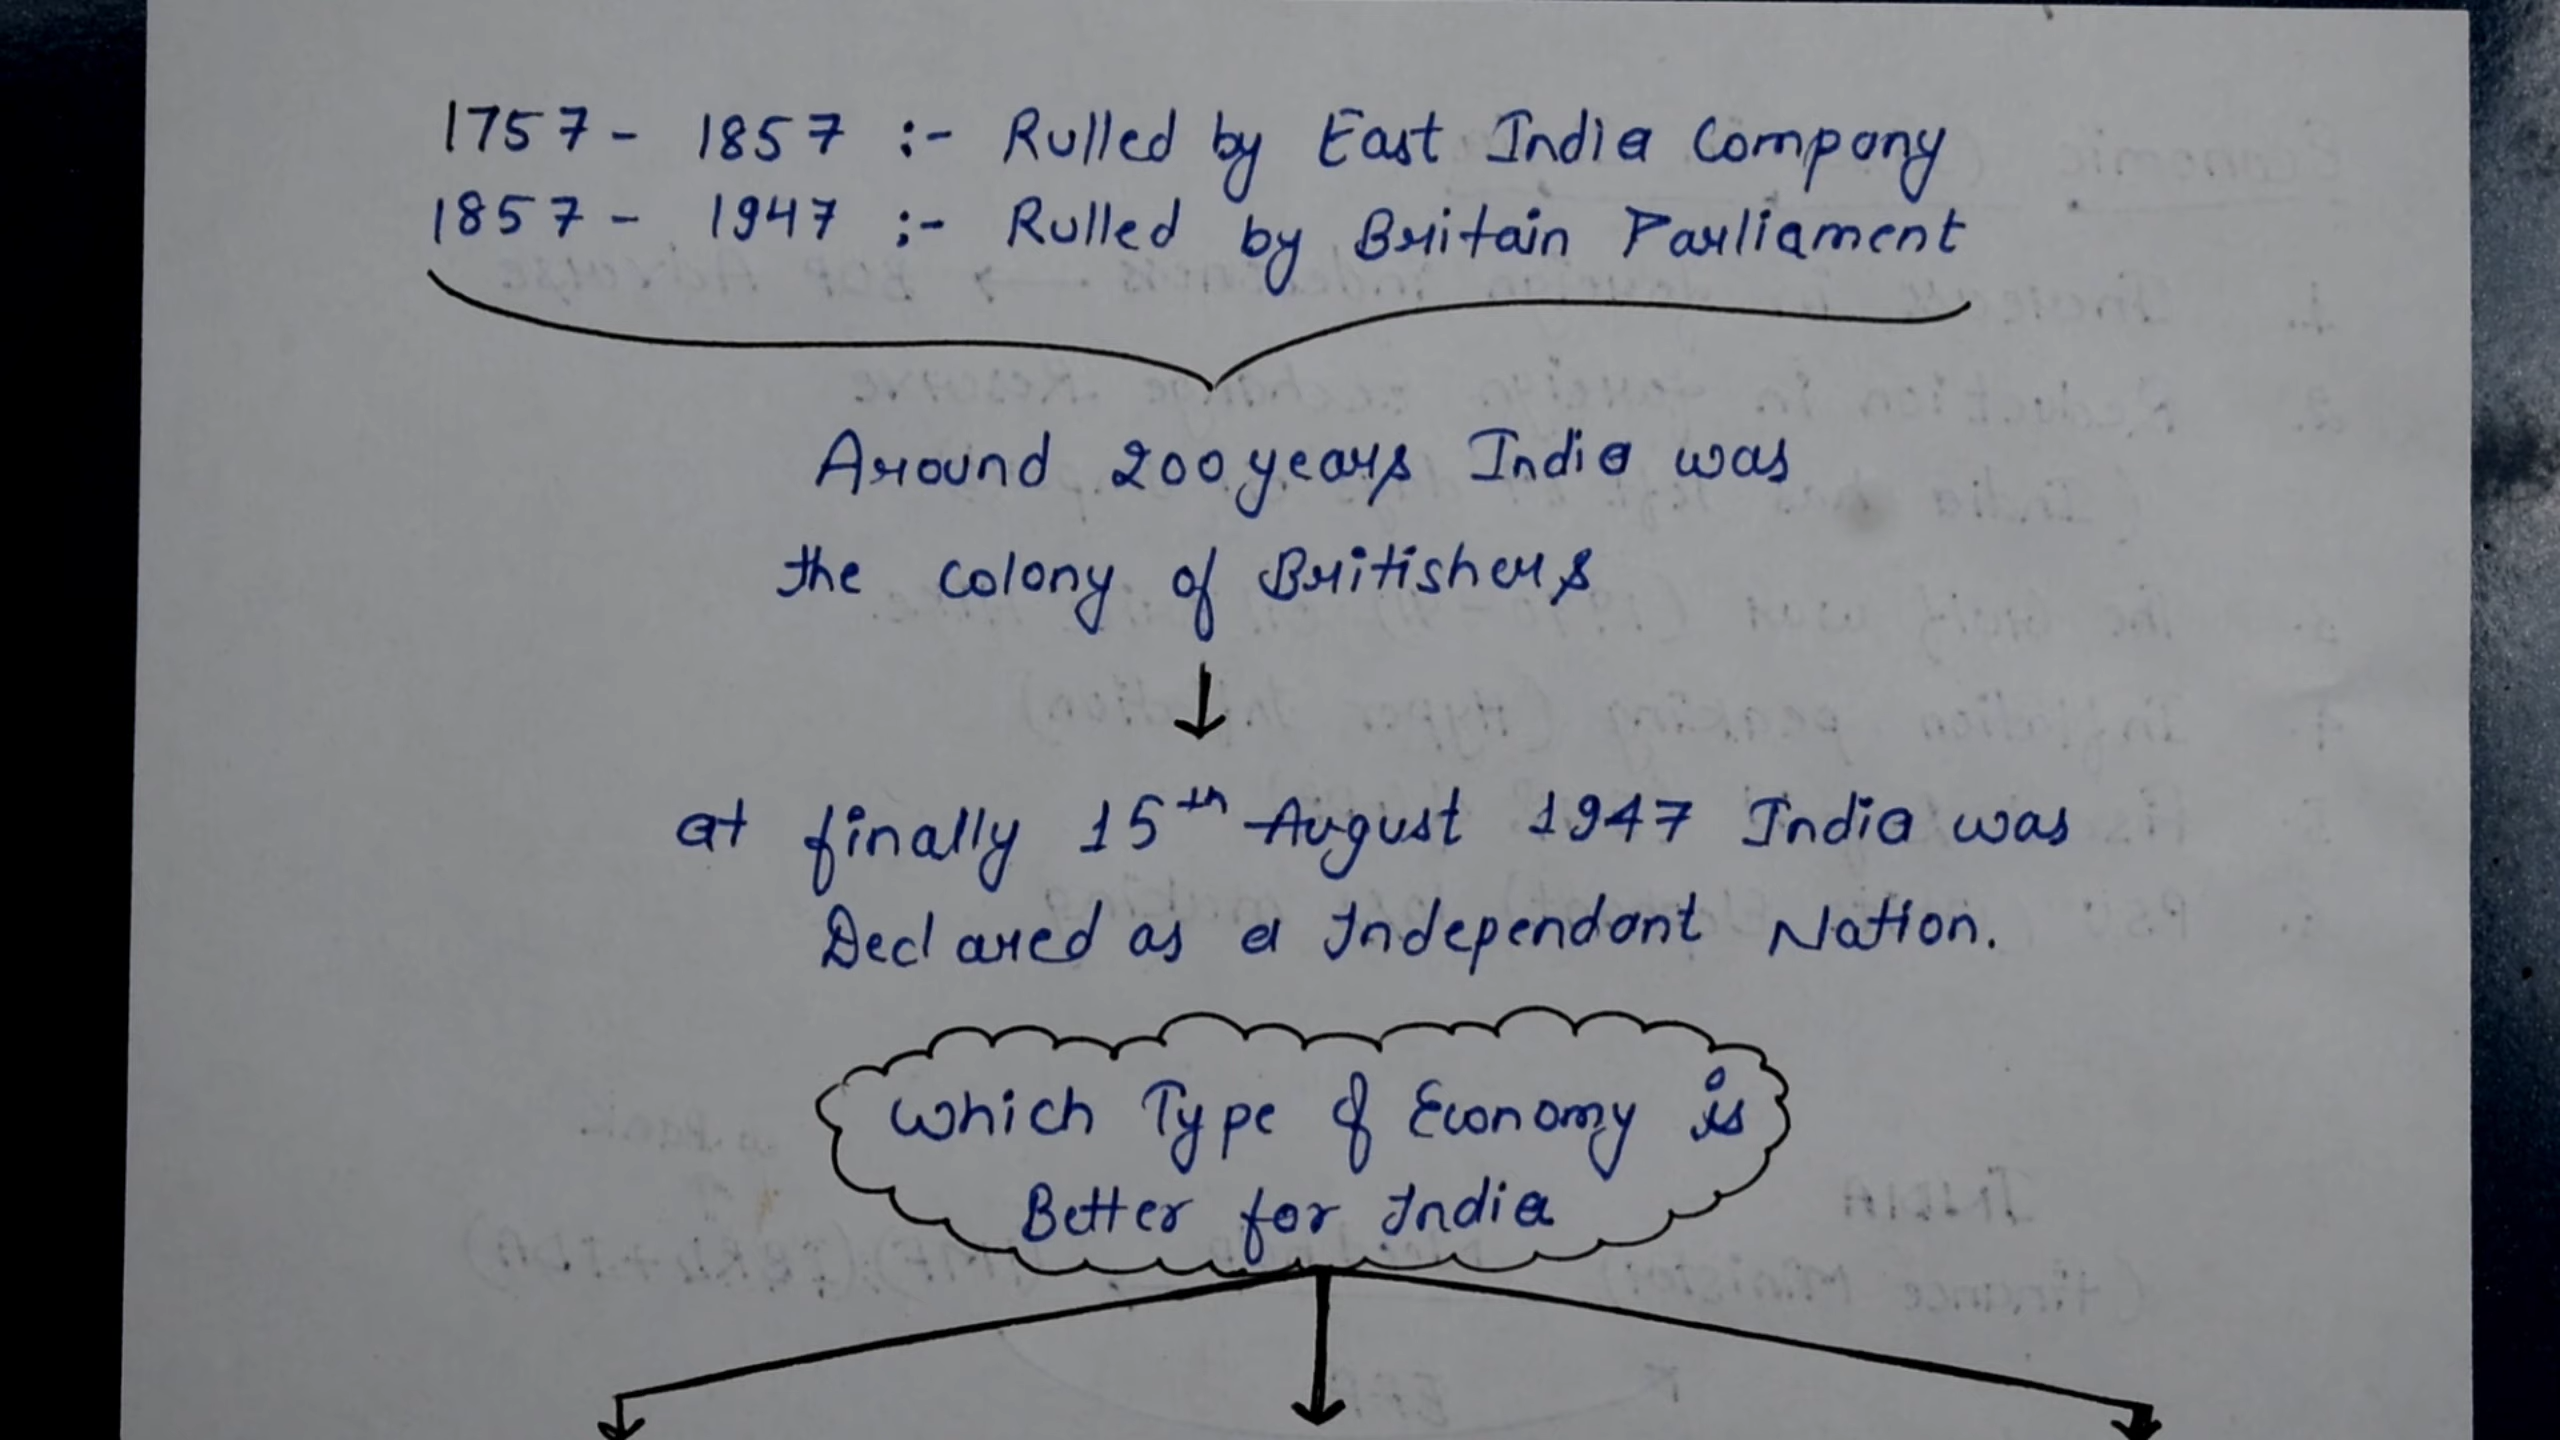 1757 - 1857 :- Rulled by East India Company
1857 - 1947 :- Rulled by Britain Parliament
Around 200 years India was
the colony of Britishers
at finally 15th August 1947 India was
Declared as a Independant Nation.
Which Type of Economy is
Better for India